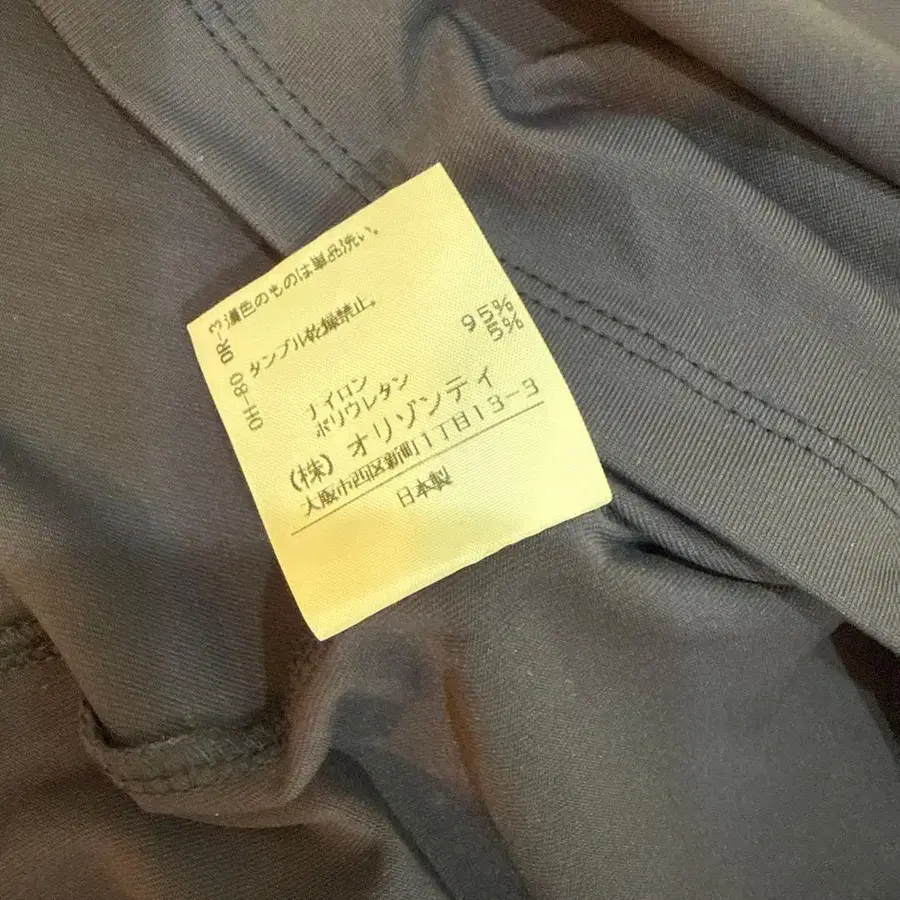 濃色のものは単品洗い。
タンブル乾燥禁止。
ナイロン 95%
ポリウレタン 5%
(株)オリゾンティ
大阪市西区新町1丁目13-3
日本製
OH-80 OR-3